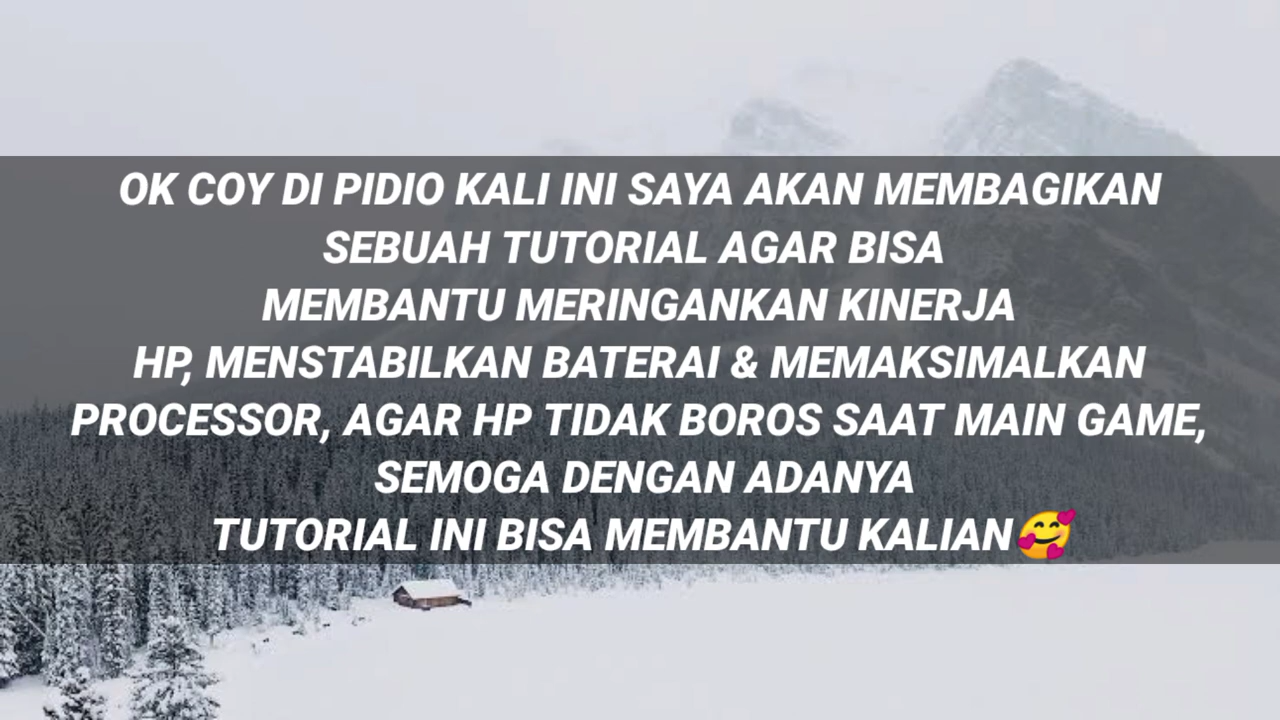 OK COY DI PIDIO KALI INI SAYA AKAN MEMBAGIKAN
SEBUAH TUTORIAL AGAR BISA
MEMBANTU MERINGANKAN KINERJA
HP, MENSTABILKAN BATERAI & MEMAKSIMALKAN
PROCESSOR, AGAR HP TIDAK BOROS SAAT MAIN GAME,
SEMOGA DENGAN ADANYA
TUTORIAL INI BISA MEMBANTU KALIAN🥰